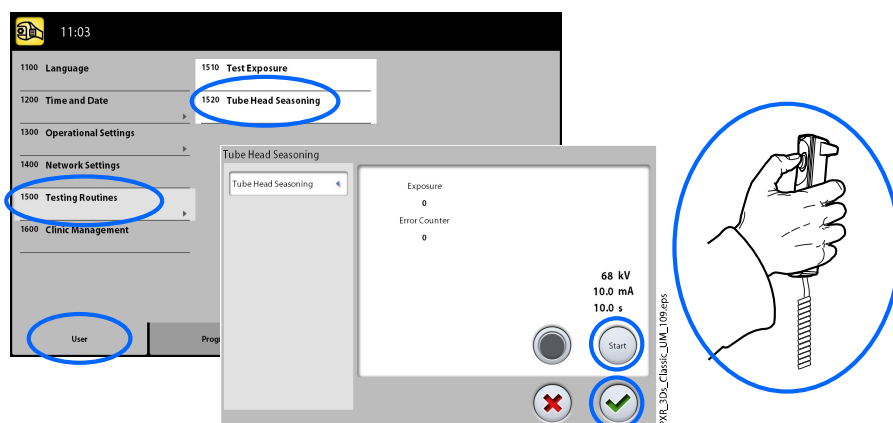 11:03
1100 Language
1200 Time and Date
1300 Operational Settings
1400 Network Settings
1500 Testing Routines
1600 Clinic Management
1510 Test Exposure
1520 Tube Head Seasoning
User
Tube Head Seasoning
Tube Head Seasoning
Exposure
0
Error Counter
0
68 kV
10.0 mA
10.0 s
Start
PXR_3Ds_Classic_UM_109.eps